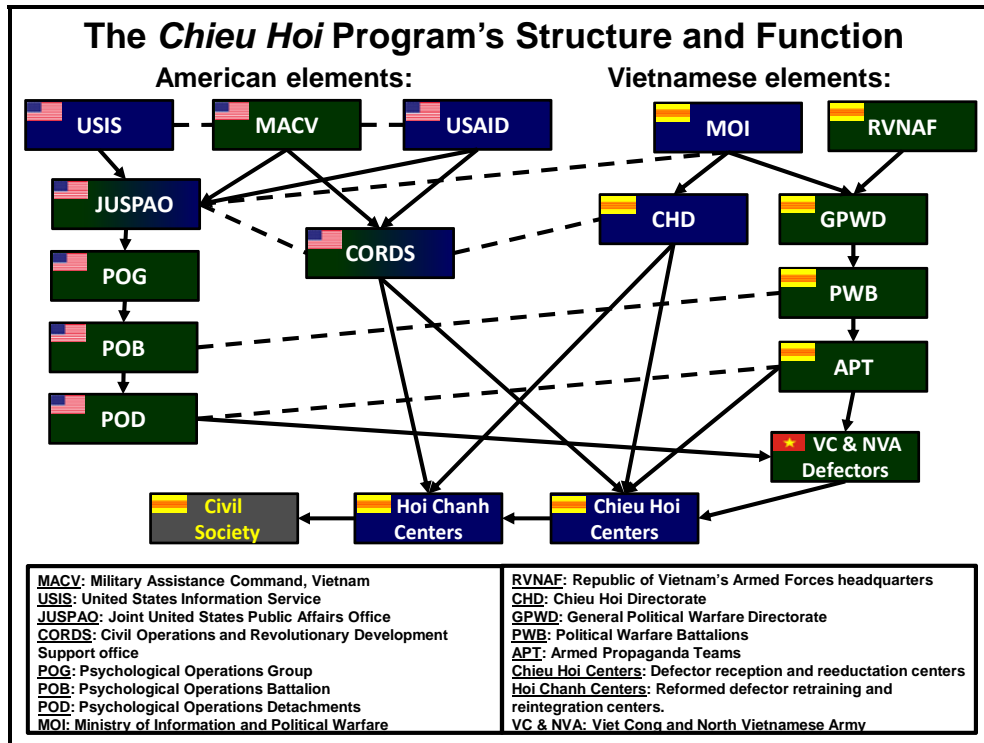 The Chieu Hoi Program's Structure and Function
American elements:
Vietnamese elements:
USIS
MACV
USAID
MOI
RVNAF
JUSPAO
CORDS
CHD
GPWD
POG
PWB
POB
APT
POD
VC & NVA
Defectors
Civil
Society
Hoi Chanh
Centers
Chieu Hoi
Centers
MACV: Military Assistance Command, Vietnam
USIS: United States Information Service
JUSPAO: Joint United States Public Affairs Office
CORDS: Civil Operations and Revolutionary Development
Support office
POG: Psychological Operations Group
POB: Psychological Operations Battalion
POD: Psychological Operations Detachments
MOI: Ministry of Information and Political Warfare
RVNAF: Republic of Vietnam's Armed Forces headquarters
CHD: Chieu Hoi Directorate
GPWD: General Political Warfare Directorate
PWB: Political Warfare Battalions
APT: Armed Propaganda Teams
Chieu Hoi Centers: Defector reception and reeductation centers
Hoi Chanh Centers: Reformed defector retraining and
reintegration centers.
VC & NVA: Viet Cong and North Vietnamese Army